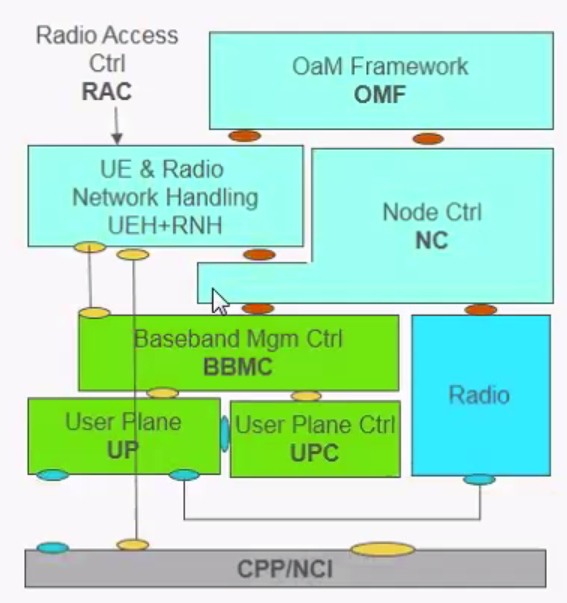 Radio Access
Ctrl
RAC
OaM Framework
OMF
UE & Radio
Network Handling
UEH+RNH
Node Ctrl
NC
Baseband Mgm Ctrl
BBMC
Radio
User Plane
UP
User Plane Ctrl
UPC
CPP/NCI